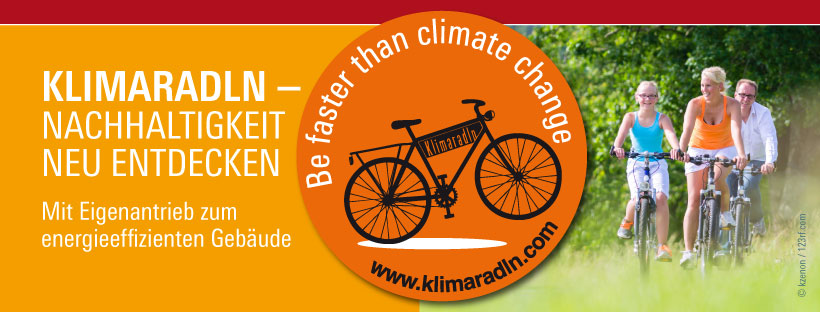 KLIMARADLN –
NACHHALTIGKEIT
NEU ENTDECKEN
Mit Eigenantrieb zum
energieeffizienten Gebäude
Be faster than climate change
Klimaradln
www.klimaradln.com
© kzenon / 123rf.com